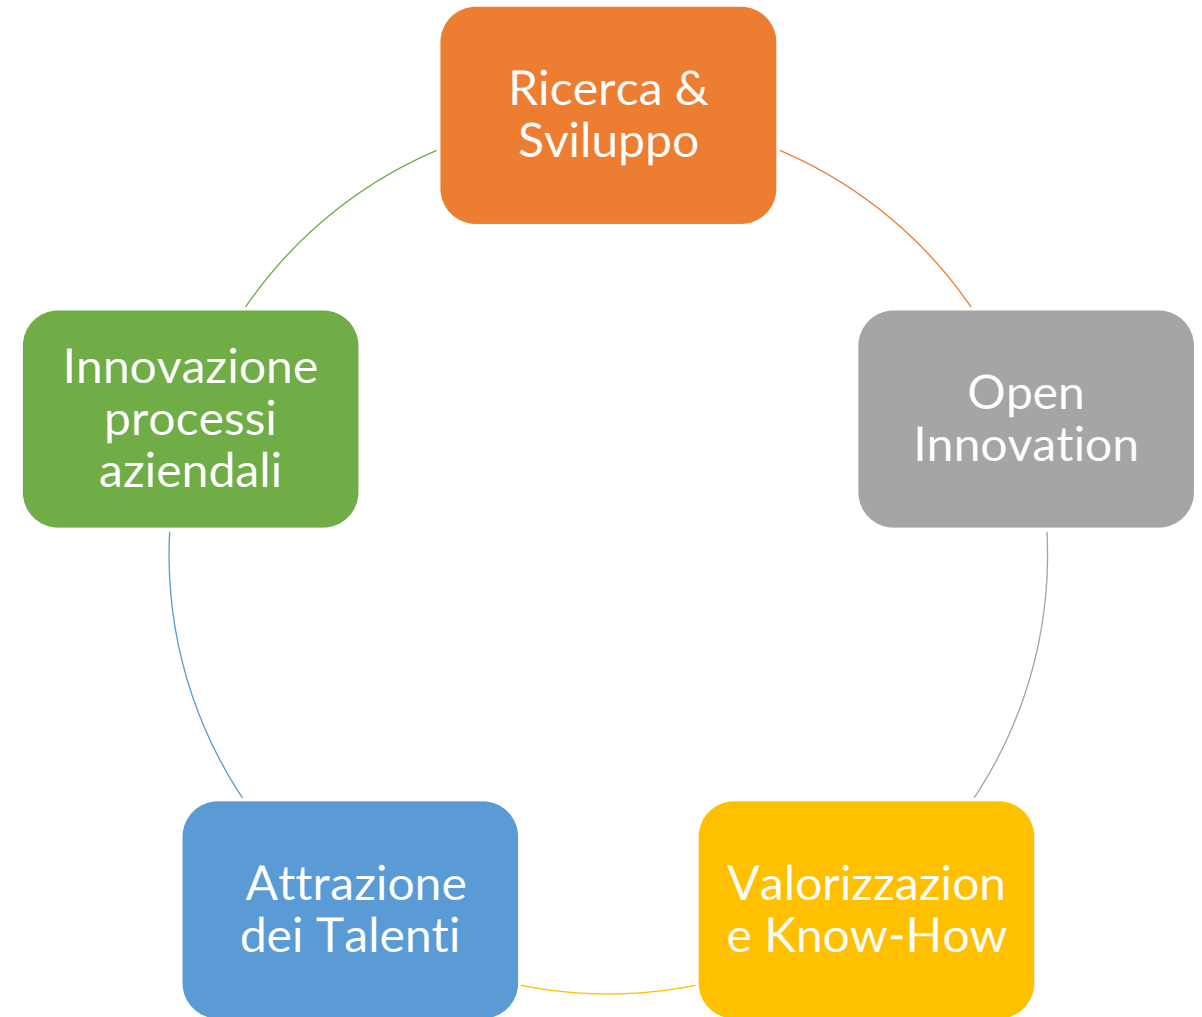 Ricerca &
Sviluppo
Open
Innovation
Valorizzazion
e Know-How
Attrazione
dei Talenti
Innovazione
processi
aziendali